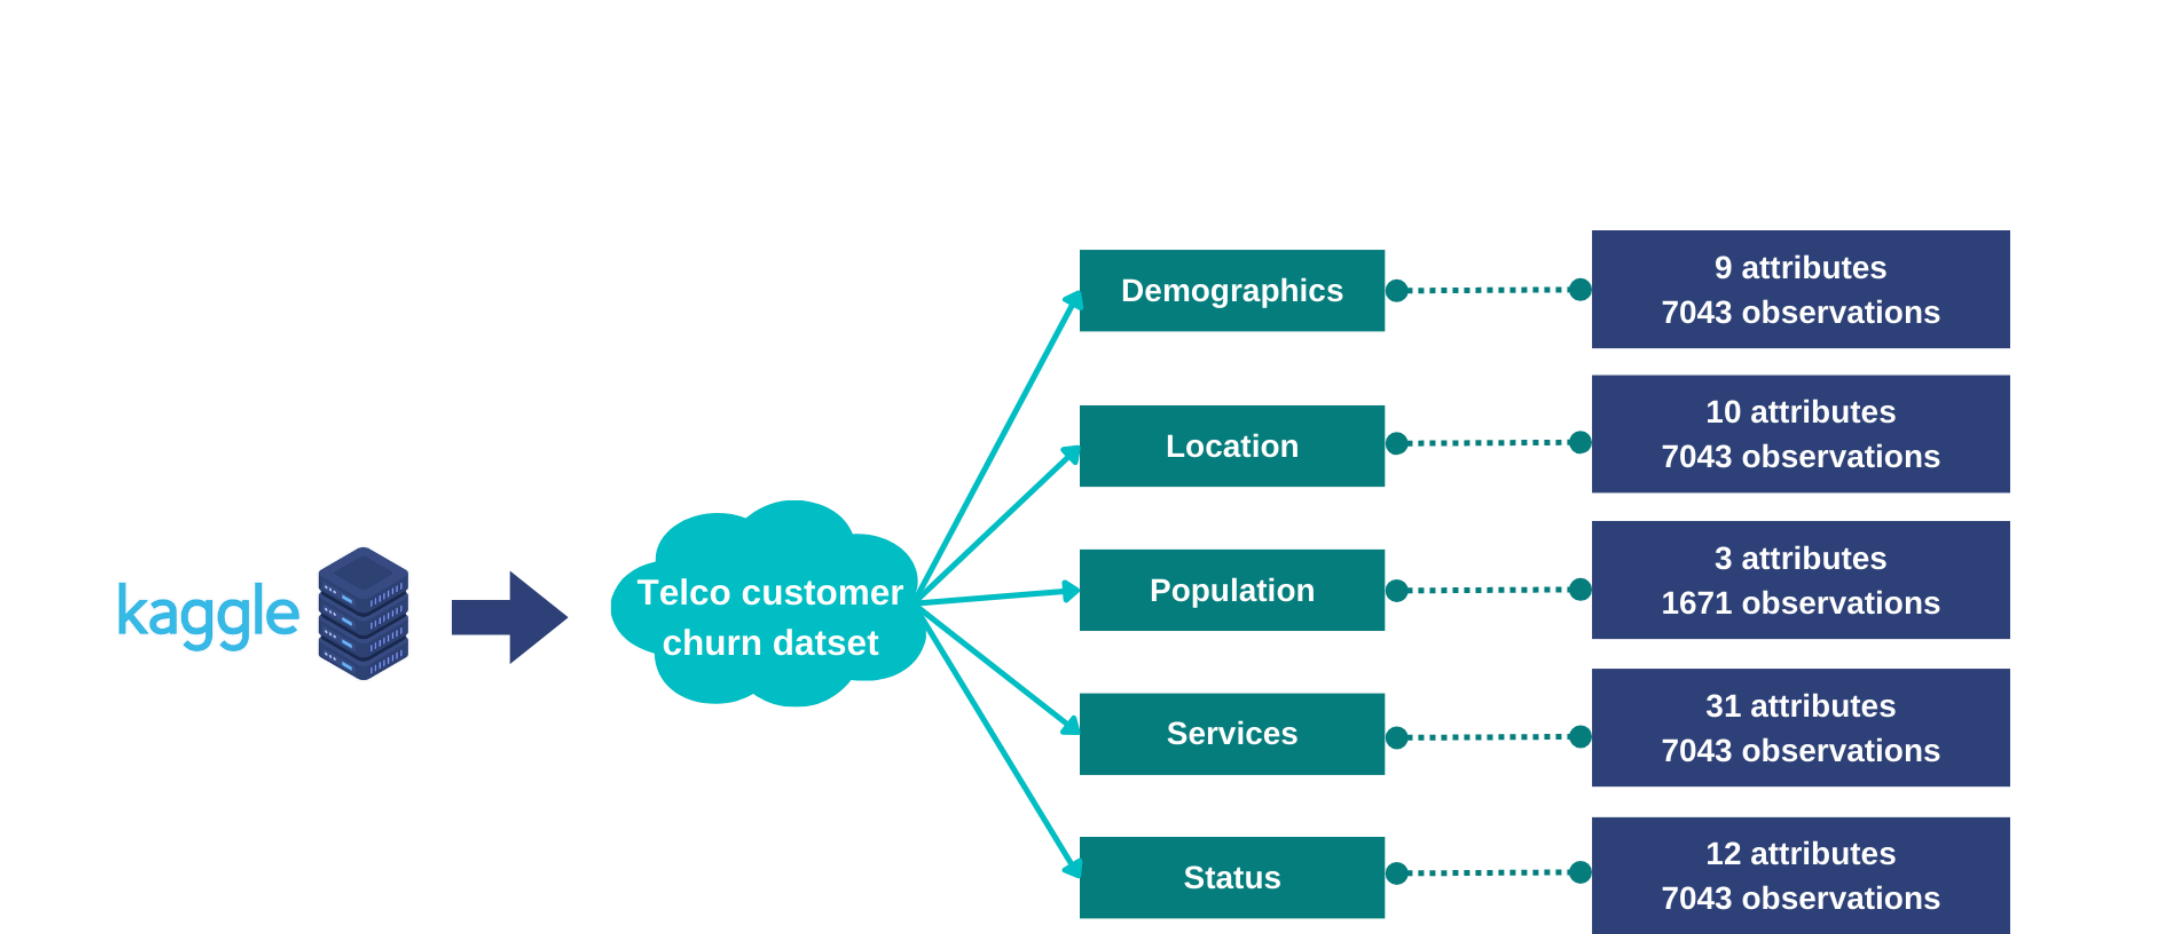 kaggle
Telco customer
churn datset
Demographics
9 attributes
7043 observations
Location
10 attributes
7043 observations
Population
3 attributes
1671 observations
Services
31 attributes
7043 observations
Status
12 attributes
7043 observations